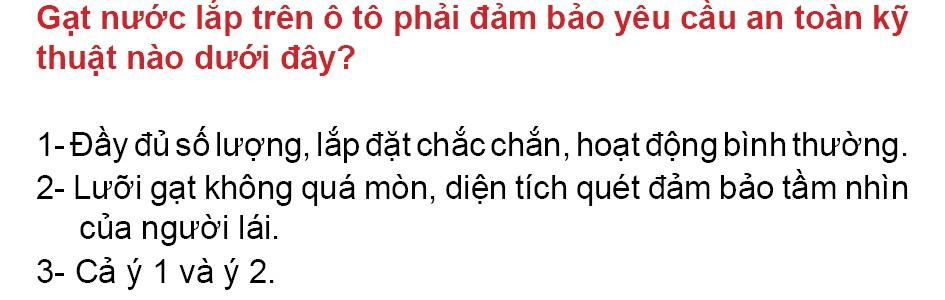 Gạt nước lắp trên ô tô phải đảm bảo yêu cầu an toàn kỹ
thuật nào dưới đây?
1- Đầy đủ số lượng, lắp đặt chắc chắn, hoạt động bình thường.
2- Lưỡi gạt không quá mòn, diện tích quét đảm bảo tầm nhìn
của người lái.
3- Cả ý 1 và ý 2.